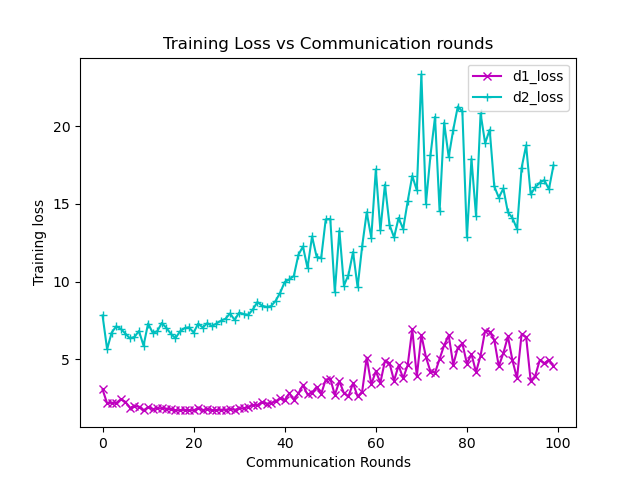 Training Loss vs Communication rounds
d1_loss
d2_loss
Training loss
20
15
10
5
0 20 40 60 80 100
Communication Rounds